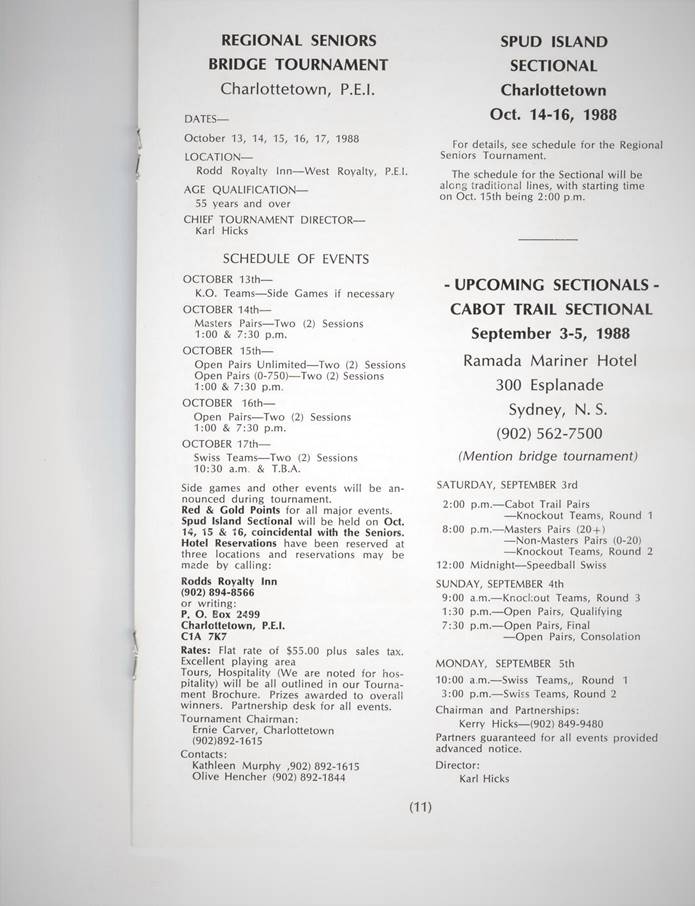 REGIONAL SENIORS
BRIDGE TOURNAMENT
Charlottetown, P.E.I.
DATES—
October 13, 14, 15, 16, 17, 1988
LOCATION—
Rodd Royalty Inn—West Royalty, P.E.I.
AGE QUALIFICATION—
55 years and over
CHIEF TOURNAMENT DIRECTOR—
Karl Hicks
SCHEDULE OF EVENTS
OCTOBER 13th—
K.O. Teams—Side Games if necessary
OCTOBER 14th—
Masters Pairs—Two (2) Sessions
1:00 & 7:30 p.m.
OCTOBER 15th—
Open Pairs Unlimited—Two (2) Sessions
Open Pairs (0-750)—Two (2) Sessions
1:00 & 7:30 p.m.
OCTOBER 16th—
Open Pairs—Two (2) Sessions
1:00 & 7:30 p.m.
OCTOBER 17th—
Swiss Teams—Two (2) Sessions
10:30 a.m. & T.B.A.
Side games and other events will be an-
nounced during tournament.
Red & Gold Points for all major events.
Spud Island Sectional will be held on Oct.
14, 15 & 16, coincidental with the Seniors.
Hotel Reservations have been reserved at
three locations and reservations may be
made by calling:
Rodds Royalty Inn
(902) 894-8566
or writing:
P. O. Box 2499
Charlottetown, P.E.I.
C1A 7K7
Rates: Flat rate of $55.00 plus sales tax.
Excellent playing area
Tours, Hospitality (We are noted for hos-
pitality) will be all outlined in our Tourna-
ment Brochure. Prizes awarded to overall
winners. Partnership desk for all events.
Tournament Chairman:
Ernie Carver, Charlottetown
(902)892-1615
Contacts:
Kathleen Murphy ,902) 892-1615
Olive Hencher (902) 892-1844
SPUD ISLAND
SECTIONAL
Charlottetown
Oct. 14-16, 1988
For details, see schedule for the Regional
Seniors Tournament.
The schedule for the Sectional will be
along traditional lines, with starting time
on Oct. 15th being 2:00 p.m.
- UPCOMING SECTIONALS -
CABOT TRAIL SECTIONAL
September 3-5, 1988
Ramada Mariner Hotel
300 Esplanade
Sydney, N. S.
(902) 562-7500
(Mention bridge tournament)
SATURDAY, SEPTEMBER 3rd
2:00 p.m.—Cabot Trail Pairs
—Knockout Teams, Round 1
8:00 p.m.—Masters Pairs (20+)
—Non-Masters Pairs (0-20)
—Knockout Teams, Round 2
12:00 Midnight—Speedball Swiss
SUNDAY, SEPTEMBER 4th
9:00 a.m.—Knockout Teams, Round 3
1:30 p.m.—Open Pairs, Qualifying
7:30 p.m.—Open Pairs, Final
—Open Pairs, Consolation
MONDAY, SEPTEMBER 5th
10:00 a.m.—Swiss Teams,, Round 1
3:00 p.m.—Swiss Teams, Round 2
Chairman and Partnerships:
Kerry Hicks—(902) 849-9480
Partners guaranteed for all events provided
advanced notice.
Director:
Karl Hicks
(11)